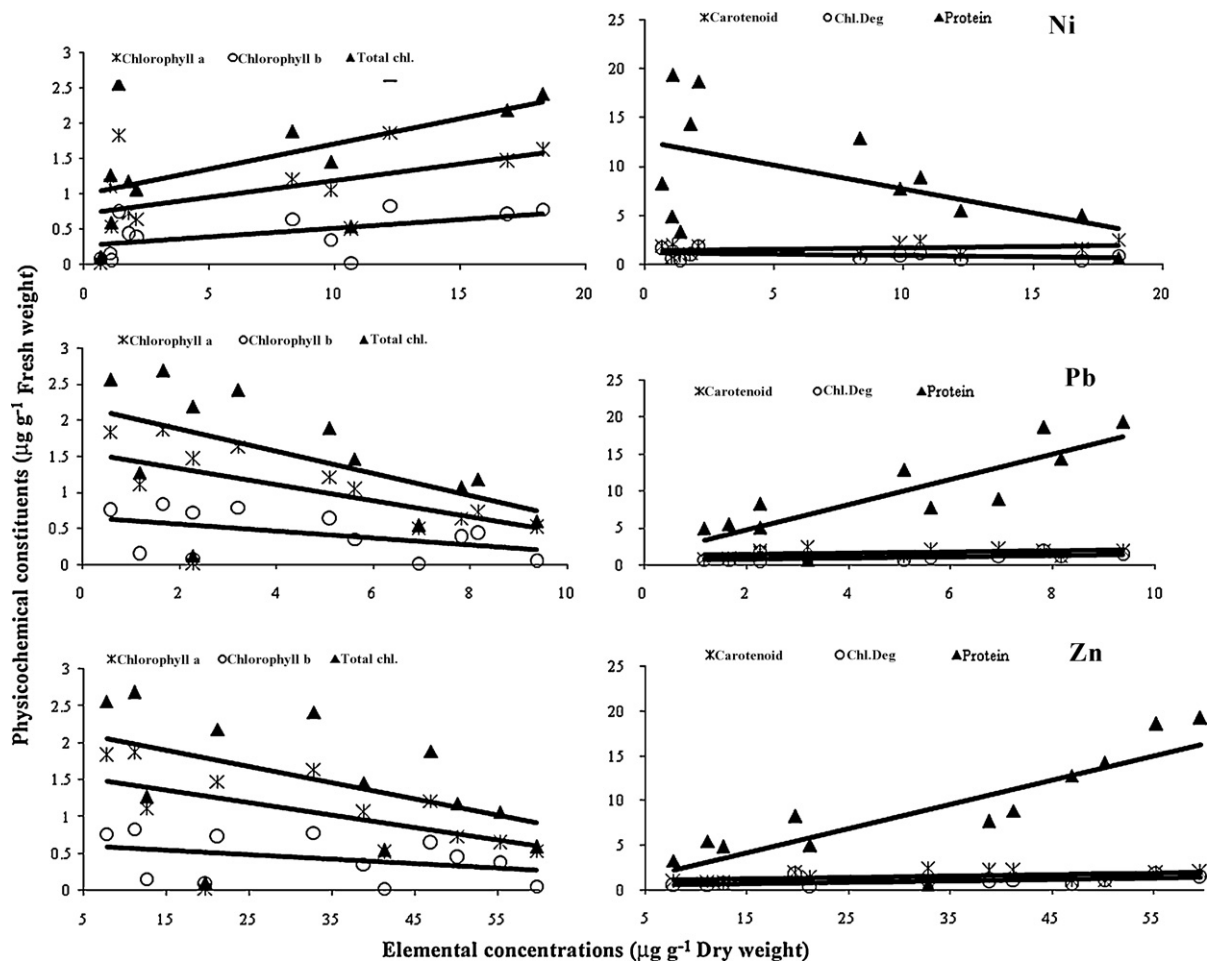 Ni
Chlorophyll a Chlorophyll b Total chl.
3
2.5
2
1.5
1
0.5
0
0 5 10 15 20
Carotenoid Chl.Deg Protein
25
20
15
10
5
0
0 5 10 15 20
Pb
Chlorophyll a Chlorophyll b Total chl.
3
2.5
2
1.5
1
0.5
0
0 2 4 6 8 10
Carotenoid Chl.Deg Protein
25
20
15
10
5
0
0 2 4 6 8 10
Zn
Chlorophyll a Chlorophyll b Total chl.
3
2.5
2
1.5
1
0.5
0
5 15 25 35 45 55
Carotenoid Chl.Deg Protein
25
20
15
10
5
0
5 15 25 35 45 55
Physicochemical constituents (µg g⁻¹ Fresh weight)
Elemental concentrations (µg g⁻¹ Dry weight)